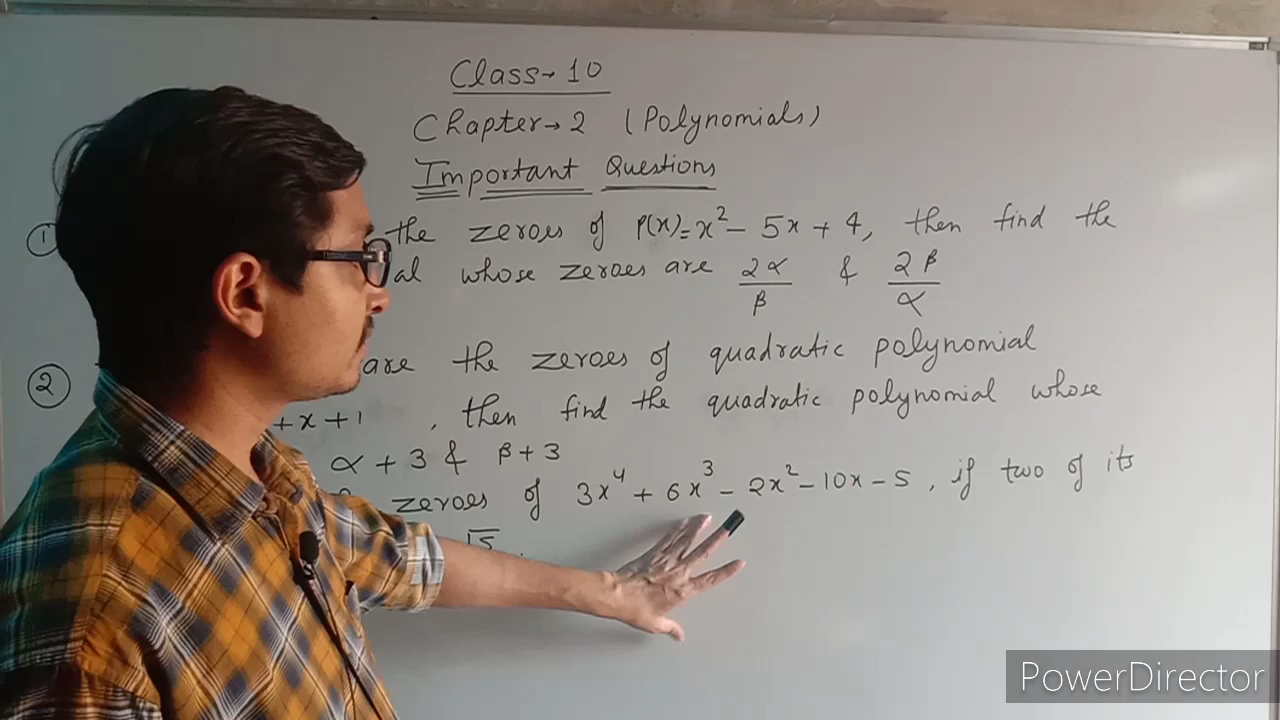 Class → 10
Chapter → 2 (Polynomials)
Important Questions
① the zeroes of p(x) = x² - 5x + 4, then find the
al whose zeroes are 2α/β & 2β/α
② are the zeroes of quadratic polynomial
+x+1, then find the quadratic polynomial whose
α+3 & β+3
zeroes of 3x⁴ + 6x³ - 2x² - 10x - 5, if two of its
PowerDirector